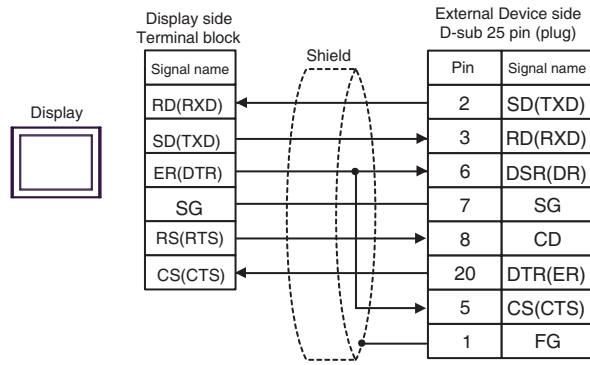 Display side
Terminal block
External Device side
D-sub 25 pin (plug)
Shield
Display
Signal name
Pin Signal name
RD(RXD) 2 SD(TXD)
SD(TXD) 3 RD(RXD)
ER(DTR) 6 DSR(DR)
SG 7 SG
RS(RTS) 8 CD
CS(CTS) 20 DTR(ER)
5 CS(CTS)
1 FG